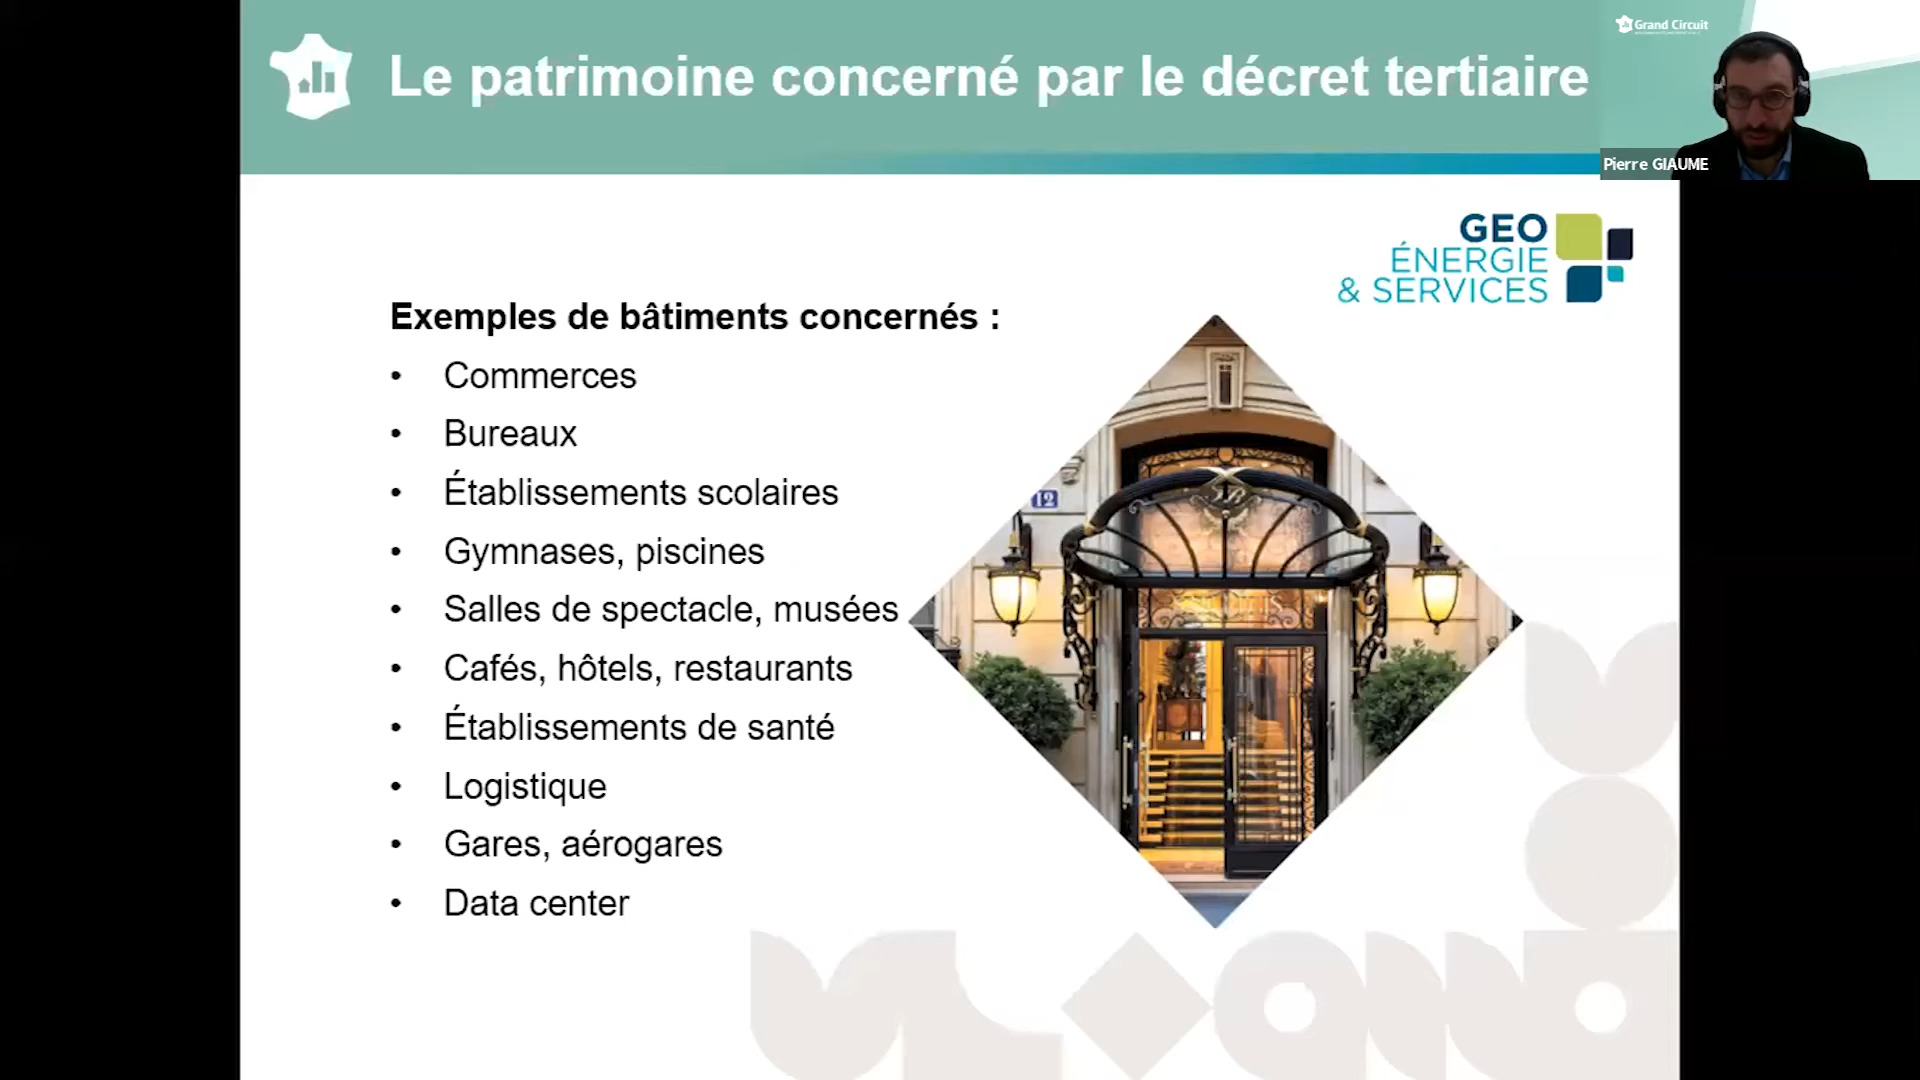 Le patrimoine concerné par le décret tertiaire
Grand Circuit
Pierre GIAUME
GEO
ÉNERGIE
& SERVICES
Exemples de bâtiments concernés :
• Commerces
• Bureaux
• Établissements scolaires
• Gymnases, piscines
• Salles de spectacle, musées
• Cafés, hôtels, restaurants
• Établissements de santé
• Logistique
• Gares, aérogares
• Data center
12